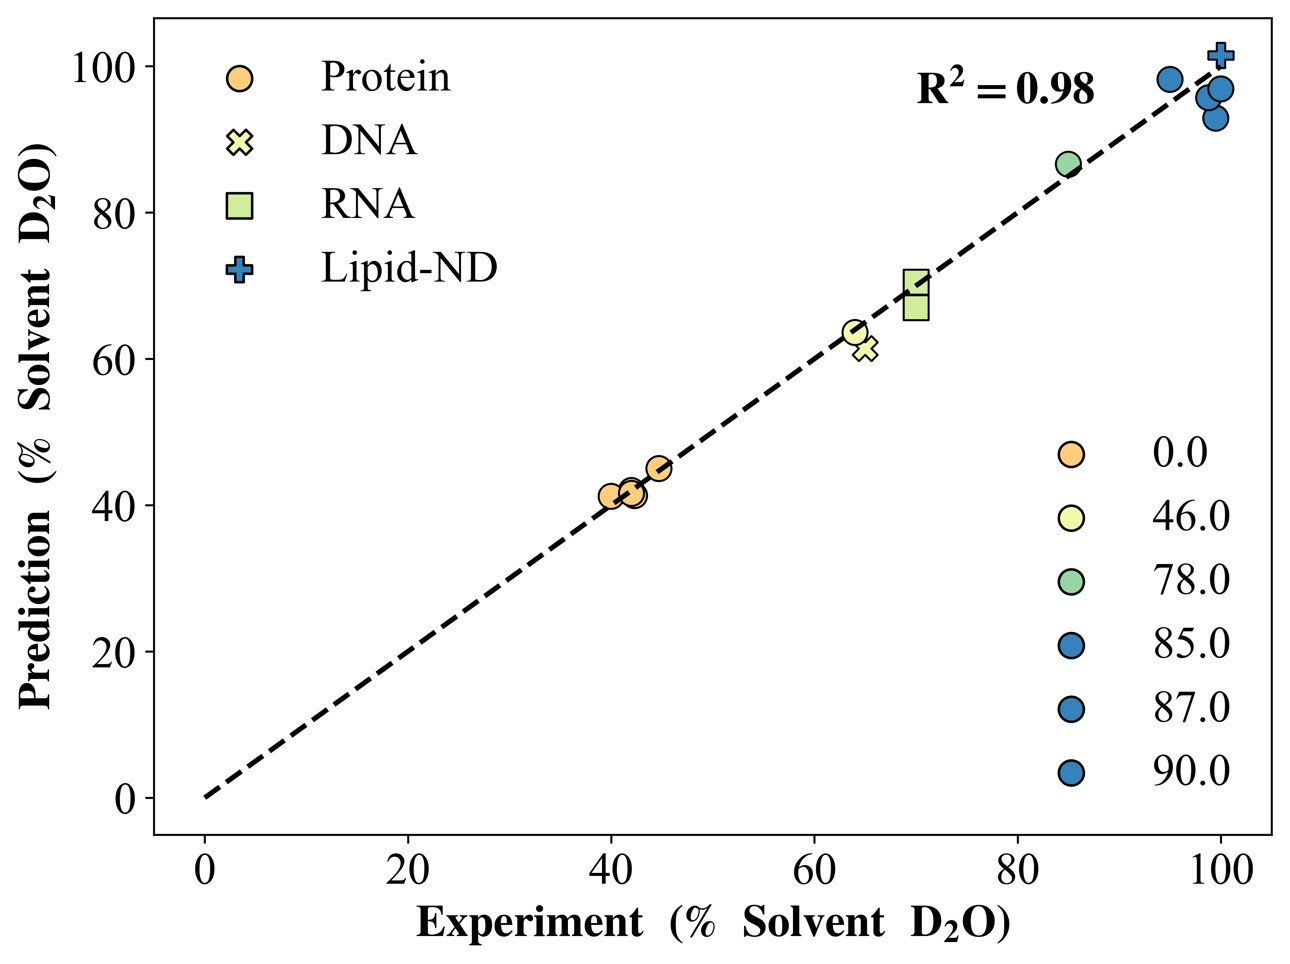 Protein
DNA
RNA
Lipid-ND
R² = 0.98
100
80
60
40
20
0
Prediction (% Solvent D₂O)
0.0
46.0
78.0
85.0
87.0
90.0
0 20 40 60 80 100
Experiment (% Solvent D₂O)